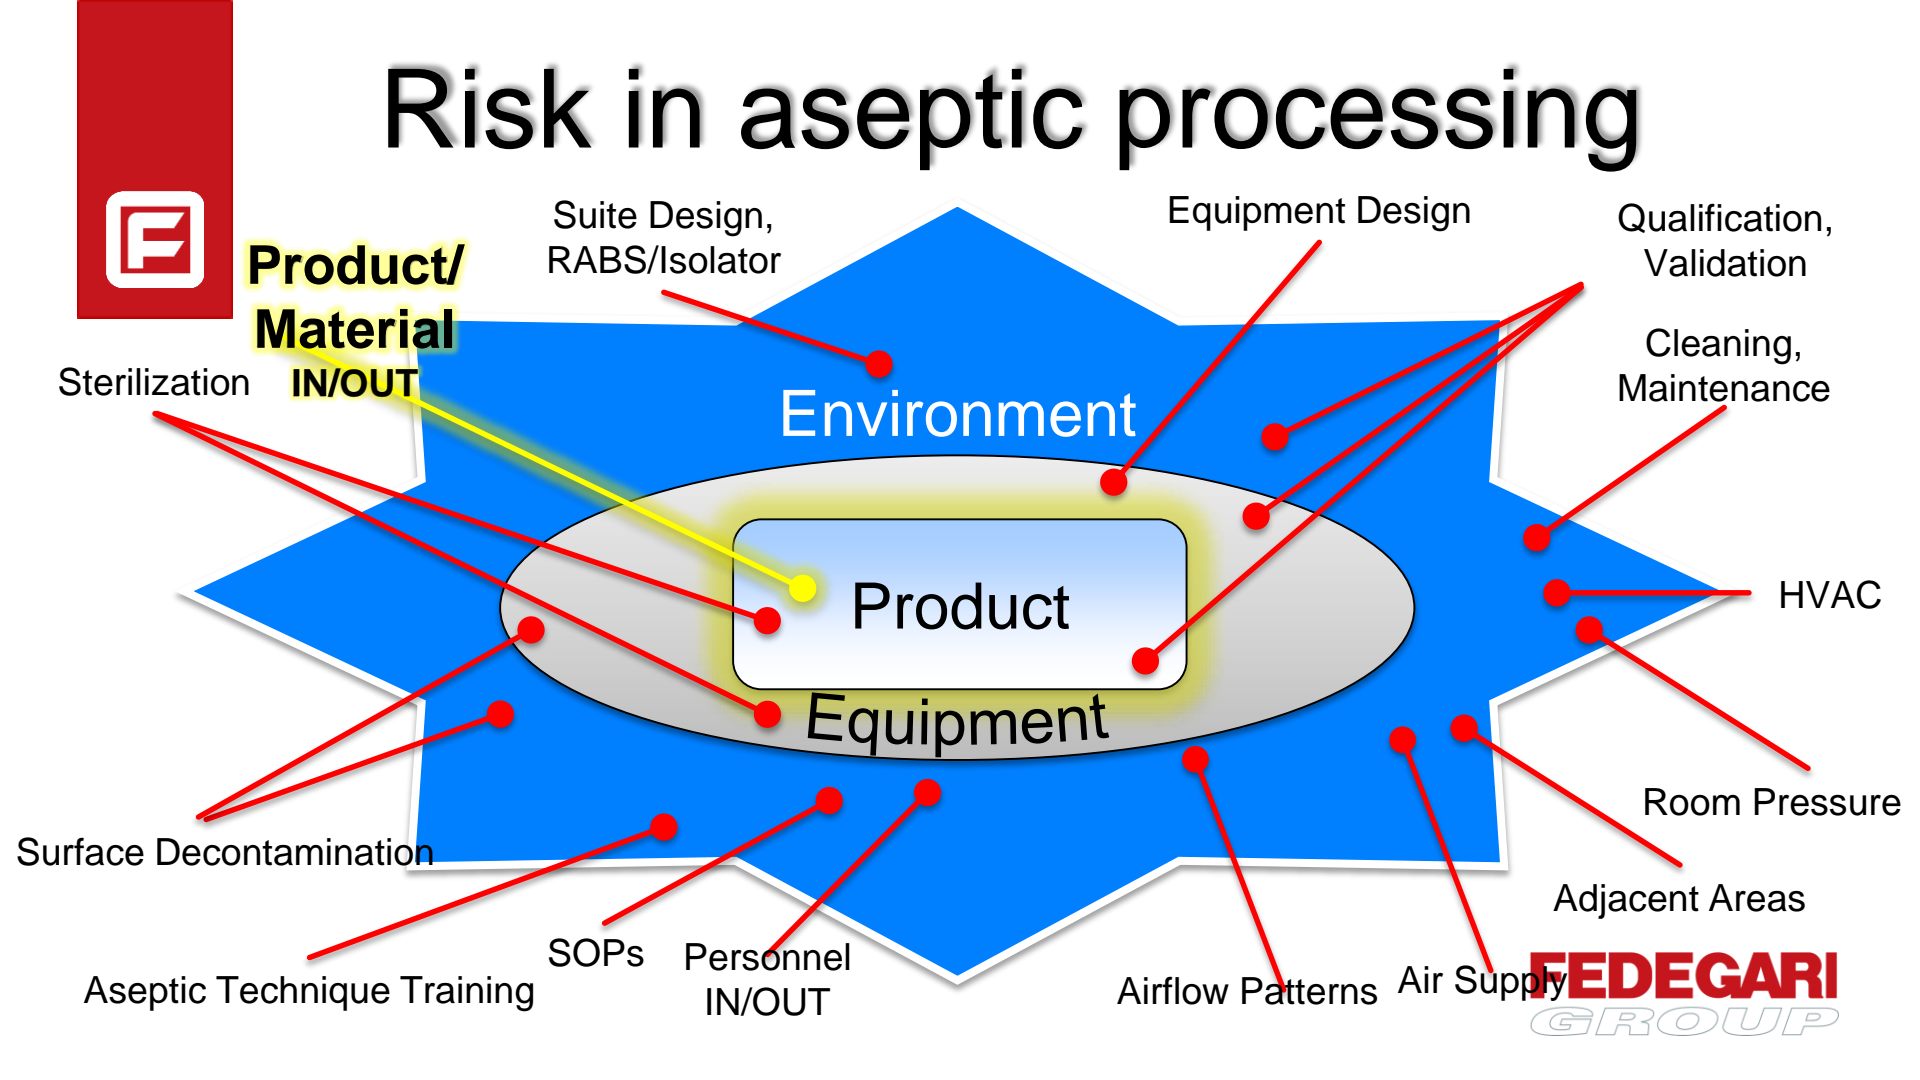 Risk in aseptic processing
Suite Design,
RABS/Isolator
Equipment Design
Qualification,
Validation
Product/
Material
IN/OUT
Sterilization
Cleaning,
Maintenance
Environment
Product
Equipment
HVAC
Room Pressure
Surface Decontamination
Adjacent Areas
SOPs
Personnel
IN/OUT
Aseptic Technique Training
Airflow Patterns
Air Supply
FEDEGARI
GROUP